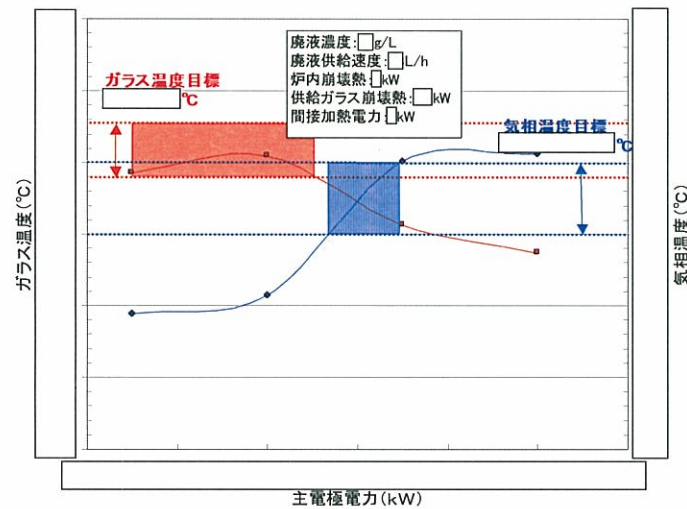 ガラス温度目標
℃
廃液濃度:□g/L
廃液供給速度:□L/h
炉内崩壊熱:□kW
供給ガラス崩壊熱:□kW
間接加熱電力:□kW
気相温度目標
℃
ガラス温度(℃)
気相温度(℃)
主電極電力(kW)